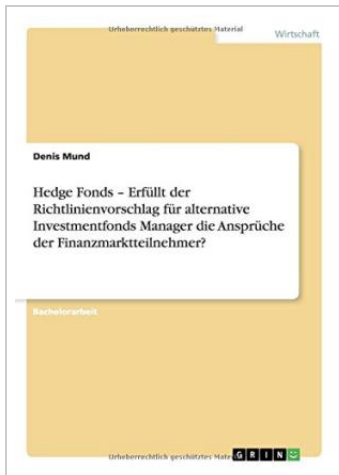 Urheberrechtlich geschütztes Material
Wirtschaft
Denis Mund
Hedge Fonds – Erfüllt der
Richtlinienvorschlag für alternative
Investmentfonds Manager die Ansprüche
der Finanzmarktteilnehmer?
Bachelorarbeit
Urheberrechtlich geschütztes Mater
GRIN